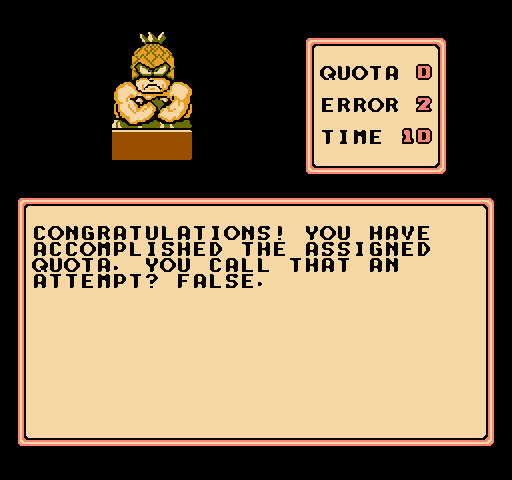 QUOTA 0
ERROR 2
TIME 10
CONGRATULATIONS! YOU HAVE
ACCOMPLISHED THE ASSIGNED
QUOTA. YOU CALL THAT AN
ATTEMPT? FALSE.